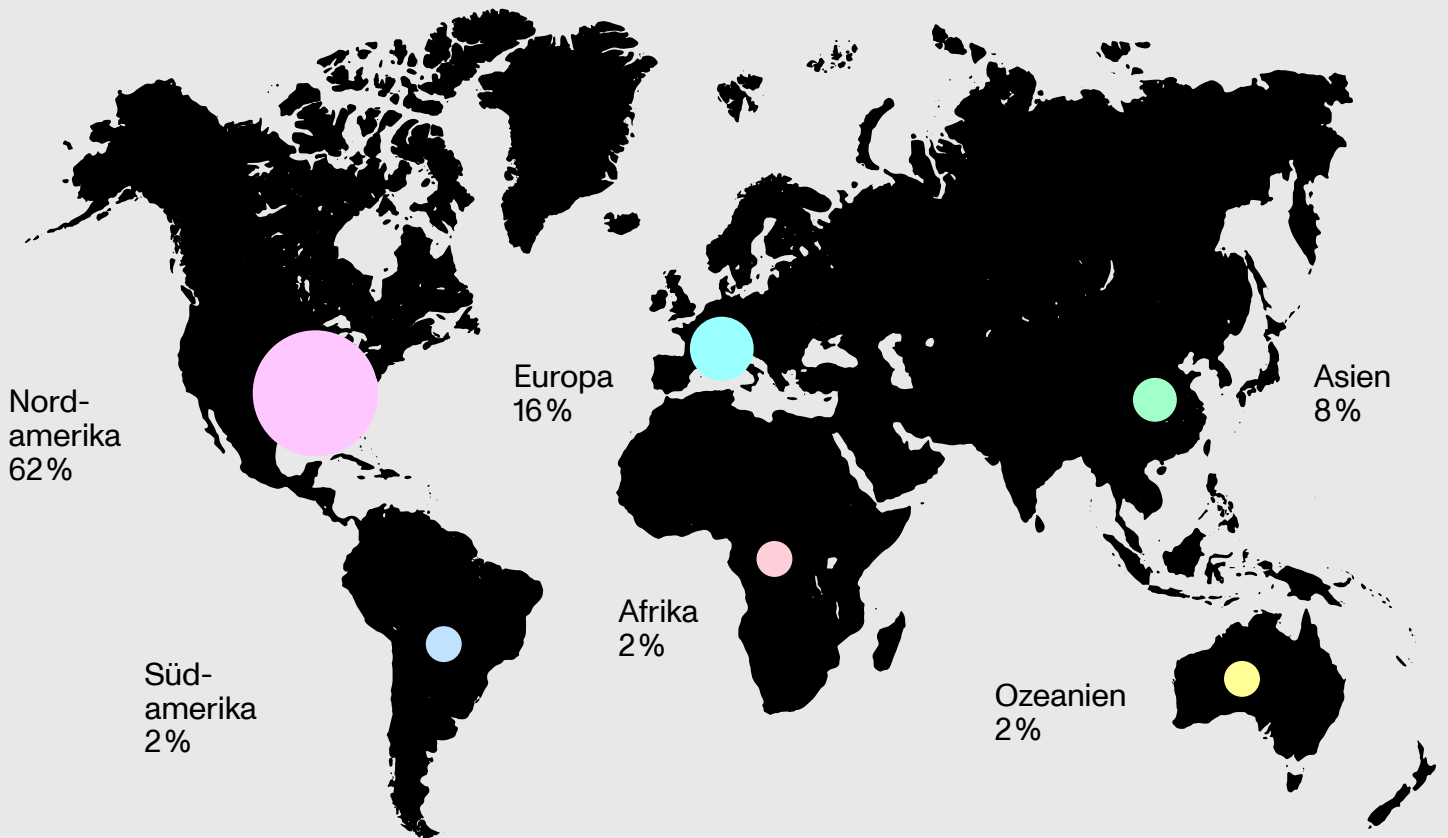 Nord-
amerika
62 %
Europa
16 %
Asien
8 %
Afrika
2 %
Süd-
amerika
2 %
Ozeanien
2 %